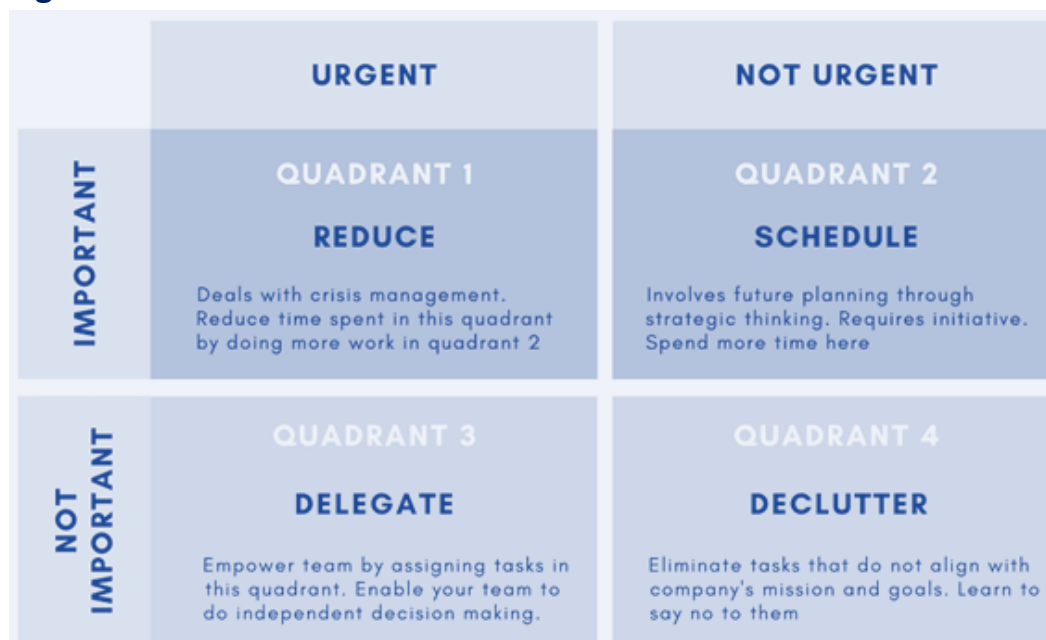 URGENT
NOT URGENT
IMPORTANT
QUADRANT 1
REDUCE
Deals with crisis management.
Reduce time spent in this quadrant
by doing more work in quadrant 2
QUADRANT 2
SCHEDULE
Involves future planning through
strategic thinking. Requires initiative.
Spend more time here
NOT
IMPORTANT
QUADRANT 3
DELEGATE
Empower team by assigning tasks in
this quadrant. Enable your team to
do independent decision making.
QUADRANT 4
DECLUTTER
Eliminate tasks that do not align with
company's mission and goals. Learn to
say no to them